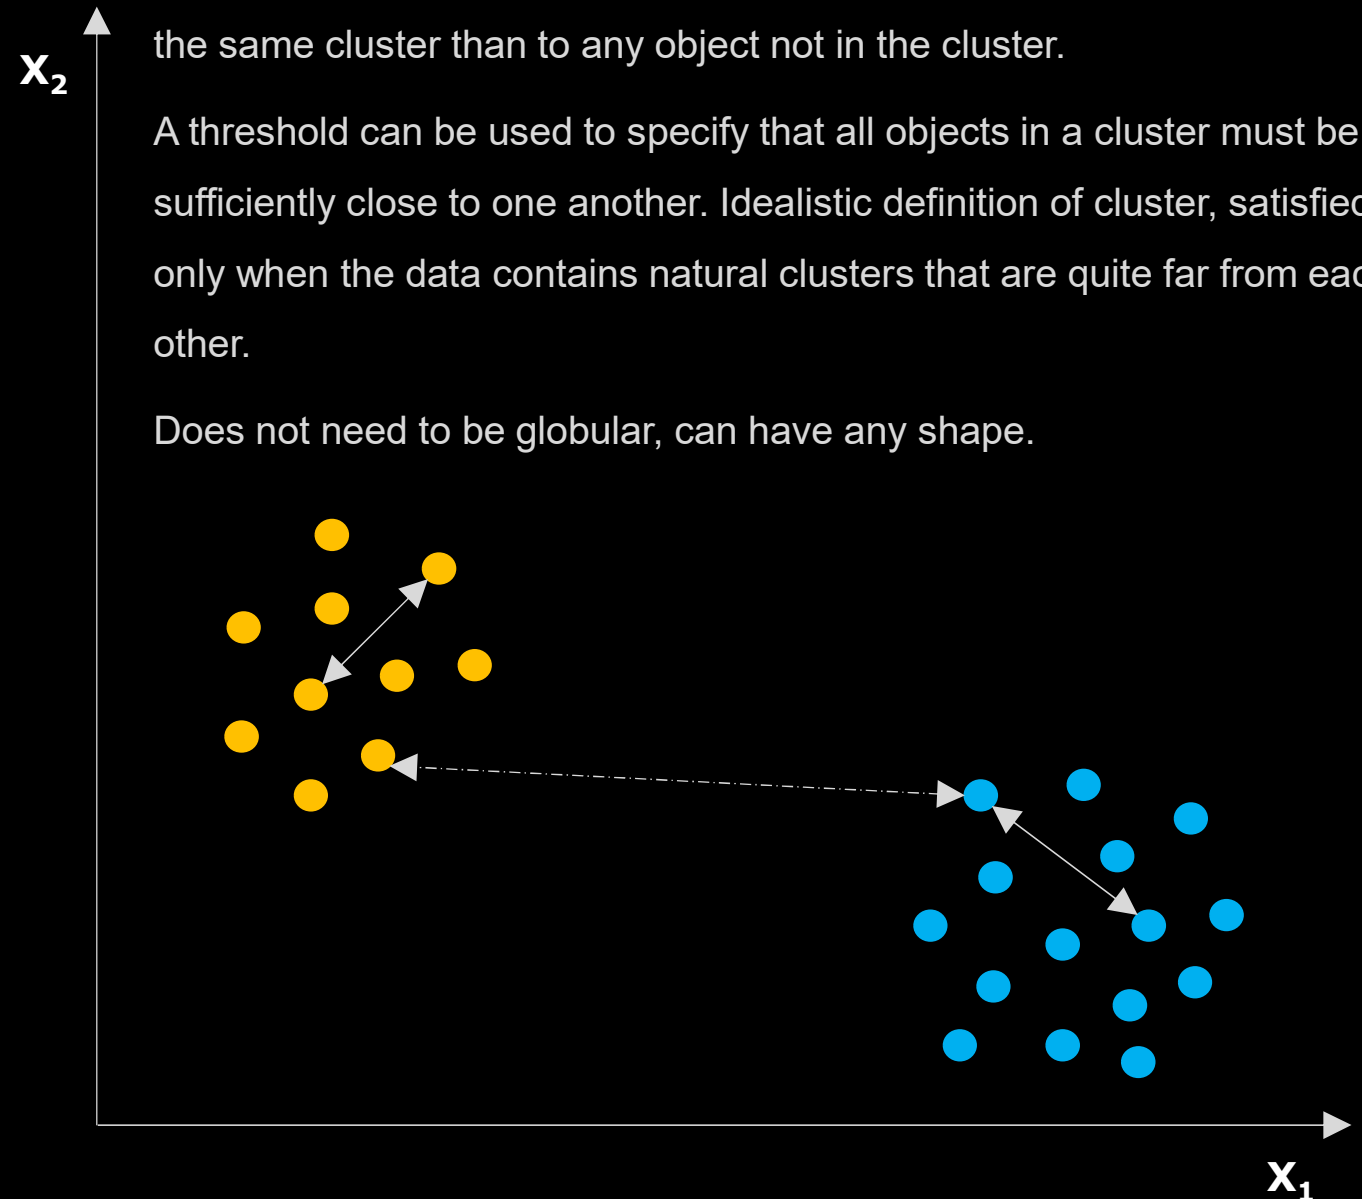 the same cluster than to any object not in the cluster.
X₂
A threshold can be used to specify that all objects in a cluster must be
sufficiently close to one another. Idealistic definition of cluster, satisfied
only when the data contains natural clusters that are quite far from eac
other.
Does not need to be globular, can have any shape.
X₁